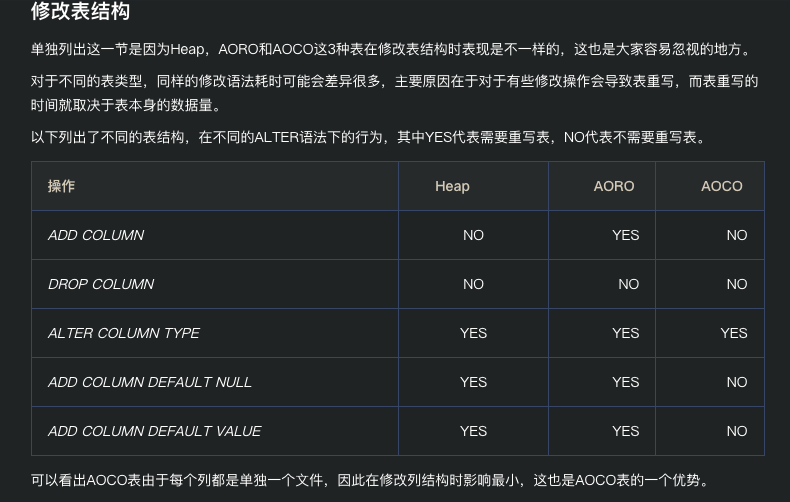 修改表结构
单独列出这一节是因为Heap，AORO和AOCO这3种表在修改表结构时表现是不一样的，这也是大家容易忽视的地方。
对于不同的表类型，同样的修改语法耗时可能会差异很多，主要原因在于对于有些修改操作会导致表重写，而表重写的
时间就取决于表本身的数据量。
以下列出了不同的表结构，在不同的ALTER语法下的行为，其中YES代表需要重写表，NO代表不需要重写表。
操作 Heap AORO AOCO
ADD COLUMN NO YES NO
DROP COLUMN NO NO NO
ALTER COLUMN TYPE YES YES YES
ADD COLUMN DEFAULT NULL YES YES NO
ADD COLUMN DEFAULT VALUE YES YES NO
可以看出AOCO表由于每个列都是单独一个文件，因此在修改列结构时影响最小，这也是AOCO表的一个优势。